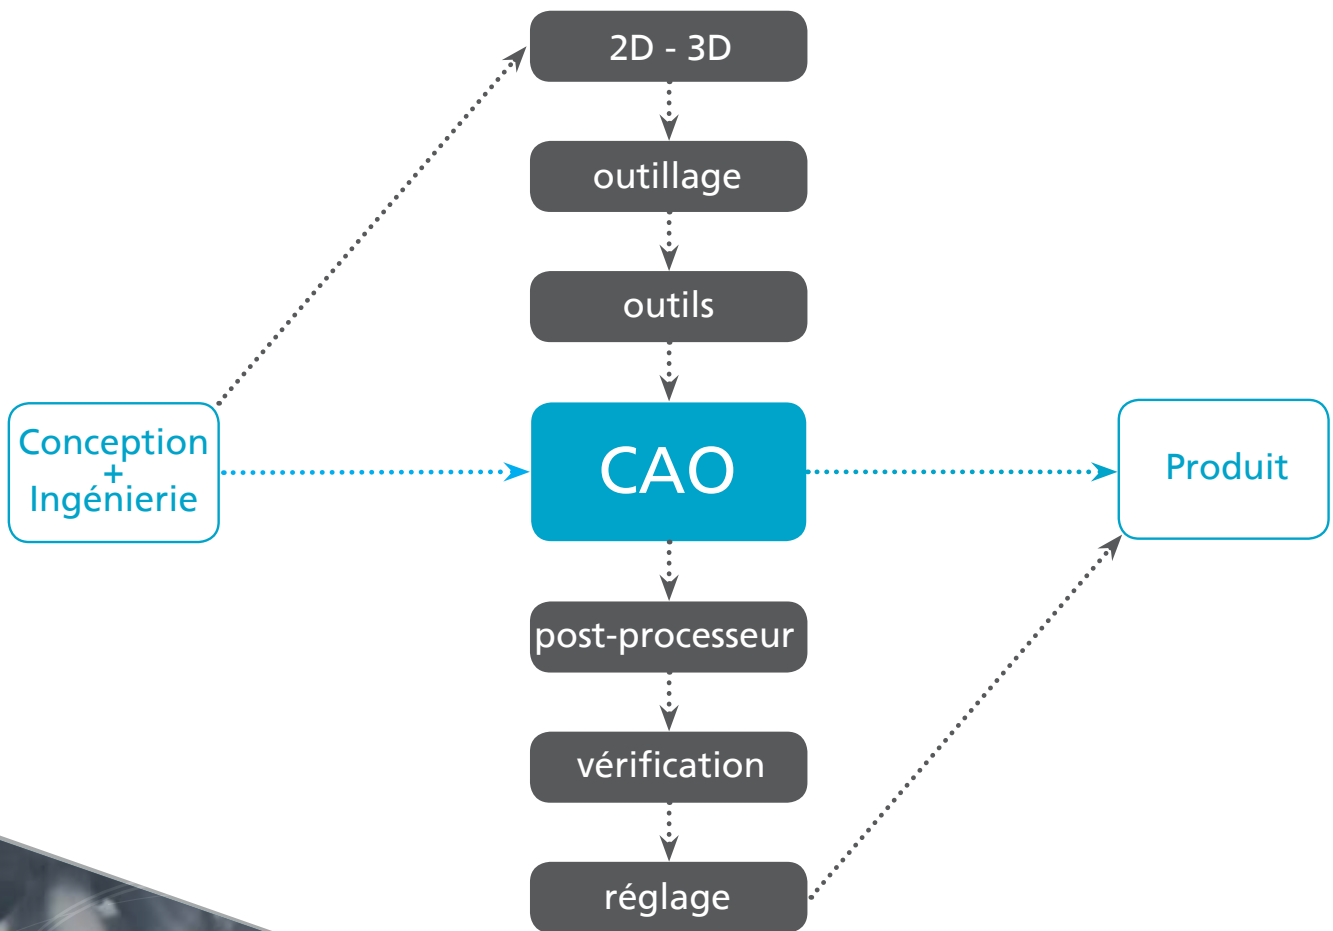 2D - 3D
outillage
outils
Conception
+
Ingénierie
CAO
Produit
post-processeur
vérification
réglage